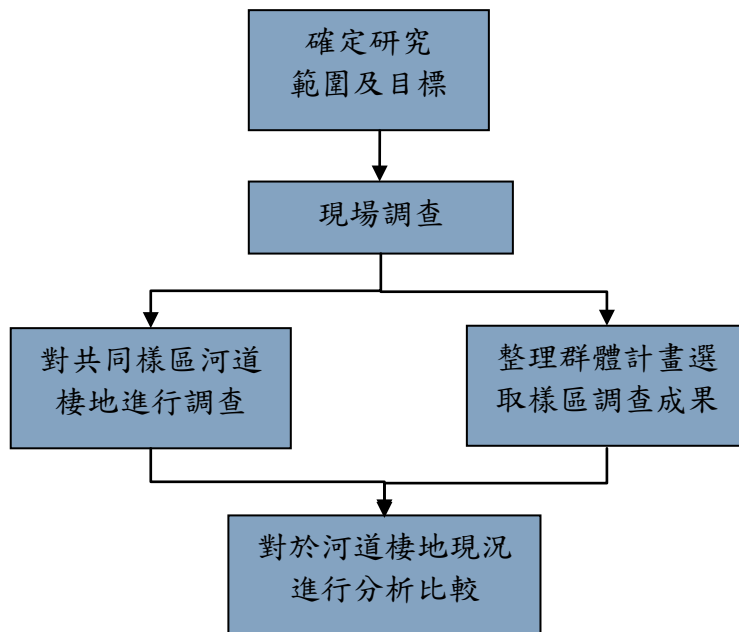 確定研究
範圍及目標
現場調查
對共同樣區河道
棲地進行調查
整理群體計畫選
取樣區調查成果
對於河道棲地現況
進行分析比較